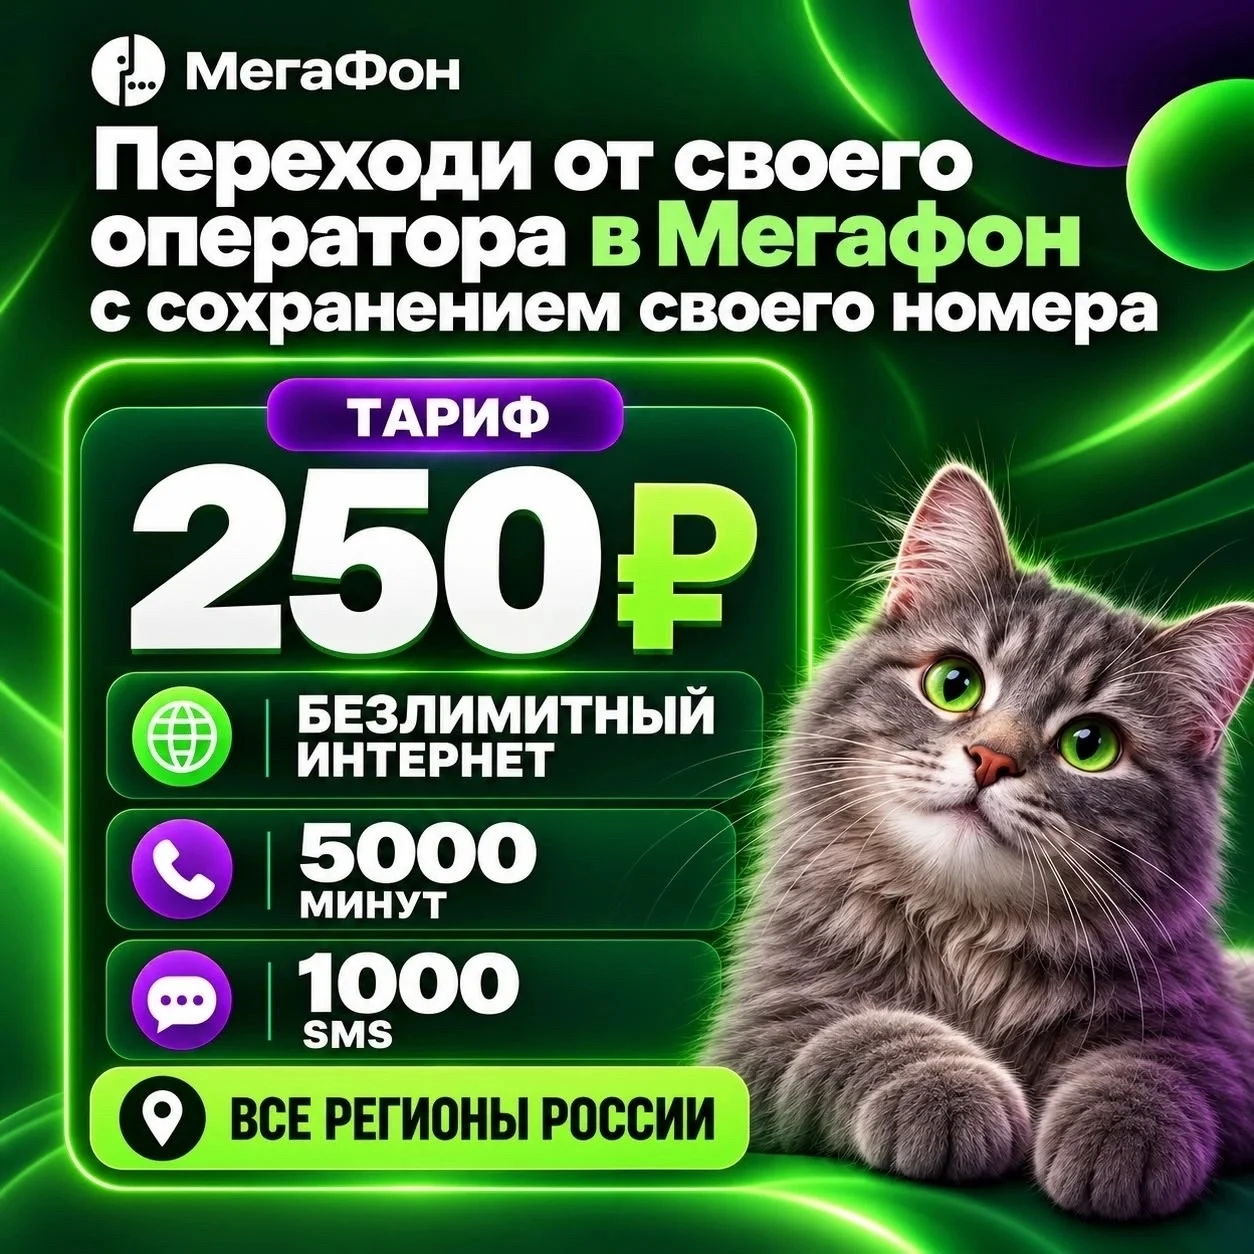 МегаФон
Переходи от своего
оператора в Мегафон
с сохранением своего номера
ТАРИФ
250₽
БЕЗЛИМИТНЫЙ
ИНТЕРНЕТ
5000
МИНУТ
1000
SMS
ВСЕ РЕГИОНЫ РОССИИ